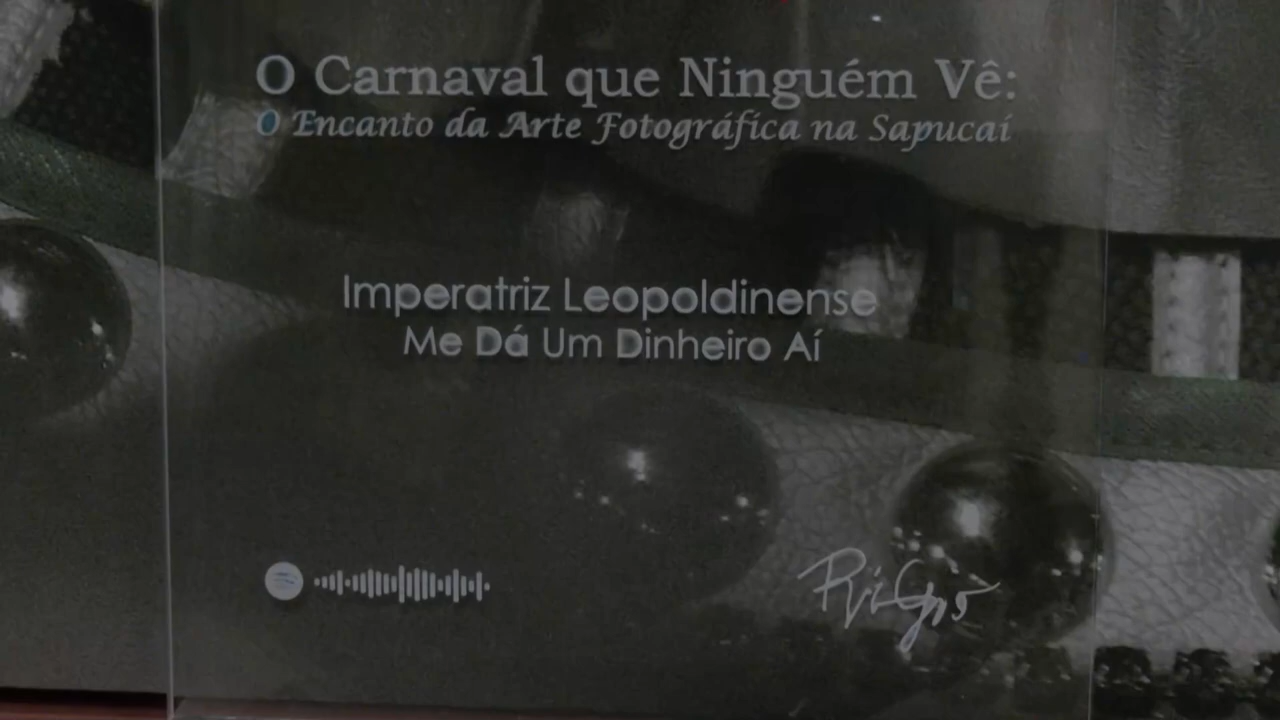 O Carnaval que Ninguém Vê:
O Encanto da Arte Fotográfica na Sapucaí
Imperatriz Leopoldinense
Me Dá Um Dinheiro Aí